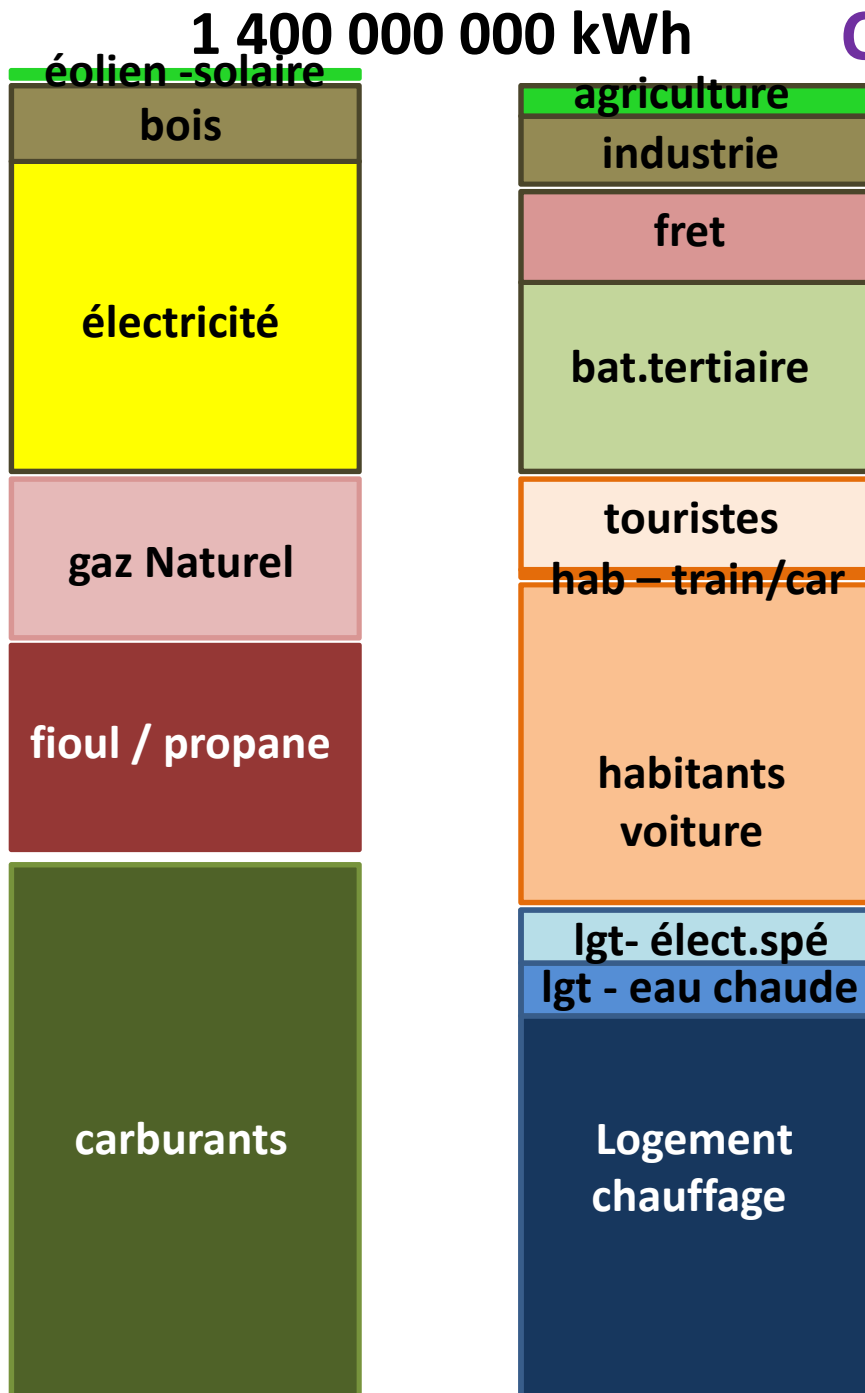 1 400 000 000 kWh
éolien -solaire
bois
électricité
gaz Naturel
fioul / propane
carburants
agriculture
industrie
fret
bat.tertiaire
touristes
hab – train/car
habitants
voiture
lgt- élect.spé
lgt - eau chaude
Logement
chauffage